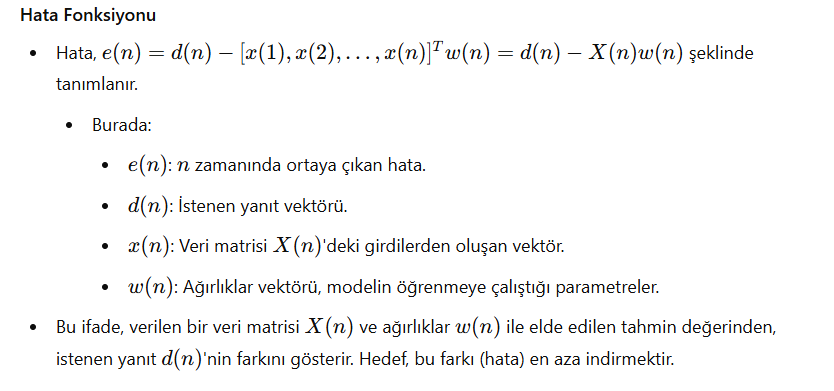 Hata Fonksiyonu
• Hata, e(n) = d(n) − [x(1), x(2), . . . , x(n)]ᵀw(n) = d(n) − X(n)w(n) şeklinde
tanımlanır.
• Burada:
• e(n): n zamanında ortaya çıkan hata.
• d(n): İstenen yanıt vektörü.
• x(n): Veri matrisi X(n)'deki girdilerden oluşan vektör.
• w(n): Ağırlıklar vektörü, modelin öğrenmeye çalıştığı parametreler.
• Bu ifade, verilen bir veri matrisi X(n) ve ağırlıklar w(n) ile elde edilen tahmin değerinden,
istenen yanıt d(n)'nin farkını gösterir. Hedef, bu farkı (hata) en aza indirmektir.